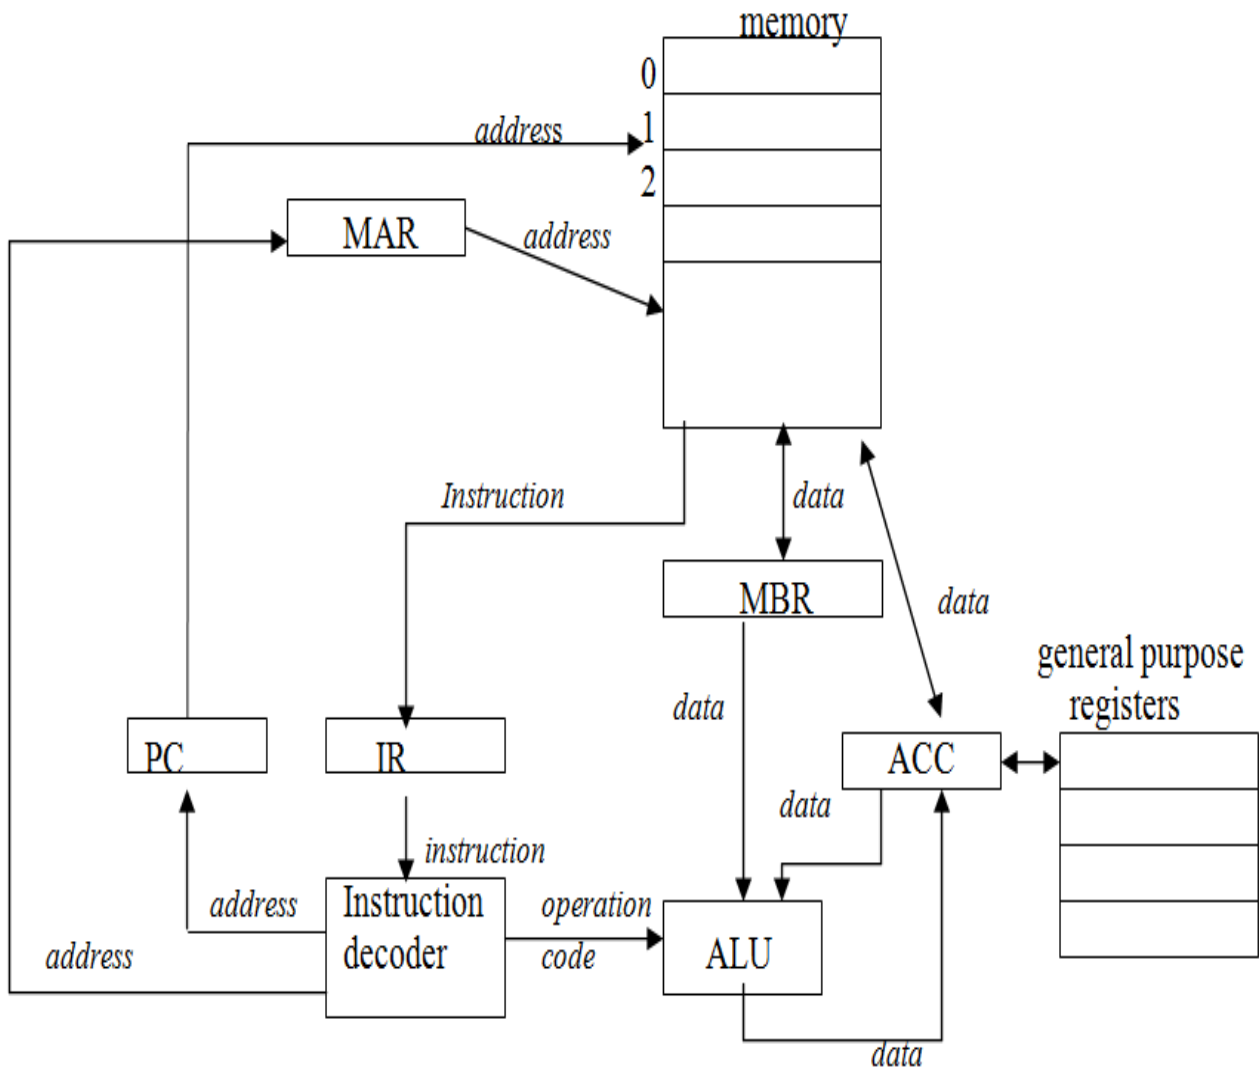 memory
0
1
2
address
MAR
address
Instruction
data
MBR
data
general purpose
registers
data
PC
IR
ACC
data
instruction
address
Instruction
decoder
operation
code
address
ALU
data